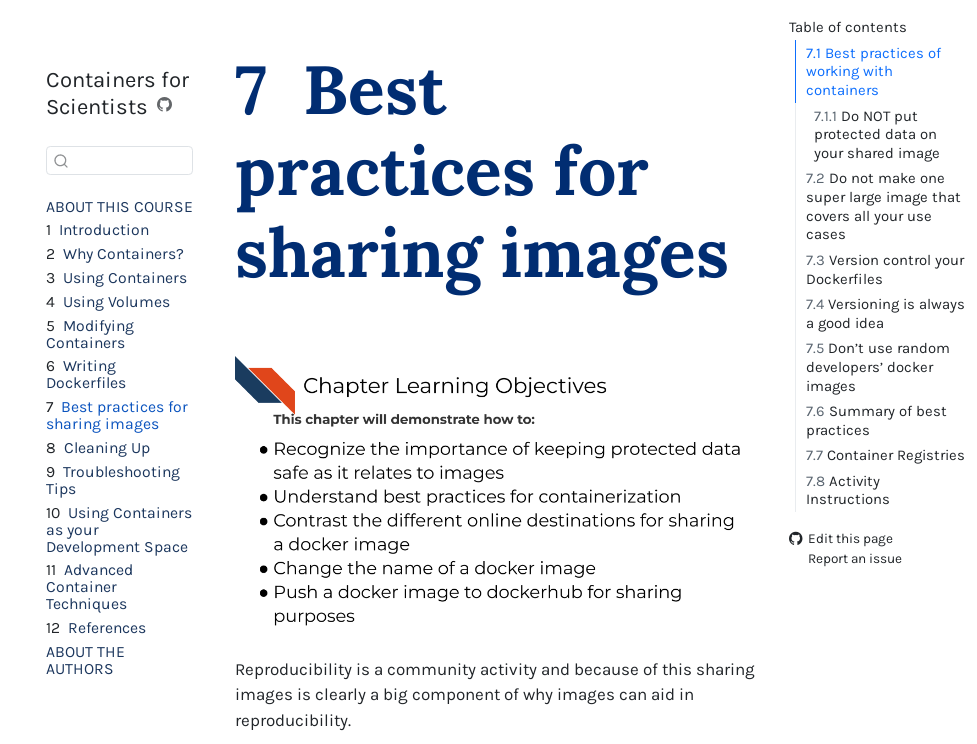 Containers for
Scientists
ABOUT THIS COURSE
1 Introduction
2 Why Containers?
3 Using Containers
4 Using Volumes
5 Modifying
Containers
6 Writing
Dockerfiles
7 Best practices for
sharing images
8 Cleaning Up
9 Troubleshooting
Tips
10 Using Containers
as your
Development Space
11 Advanced
Container
Techniques
12 References
ABOUT THE
AUTHORS
7 Best
practices for
sharing images
Chapter Learning Objectives
This chapter will demonstrate how to:
● Recognize the importance of keeping protected data
safe as it relates to images
● Understand best practices for containerization
● Contrast the different online destinations for sharing
a docker image
● Change the name of a docker image
● Push a docker image to dockerhub for sharing
purposes
Reproducibility is a community activity and because of this sharing
images is clearly a big component of why images can aid in
reproducibility.
Table of contents
7.1 Best practices of
working with
containers
7.1.1 Do NOT put
protected data on
your shared image
7.2 Do not make one
super large image that
covers all your use
cases
7.3 Version control your
Dockerfiles
7.4 Versioning is always
a good idea
7.5 Don’t use random
developers’ docker
images
7.6 Summary of best
practices
7.7 Container Registries
7.8 Activity
Instructions
Edit this page
Report an issue